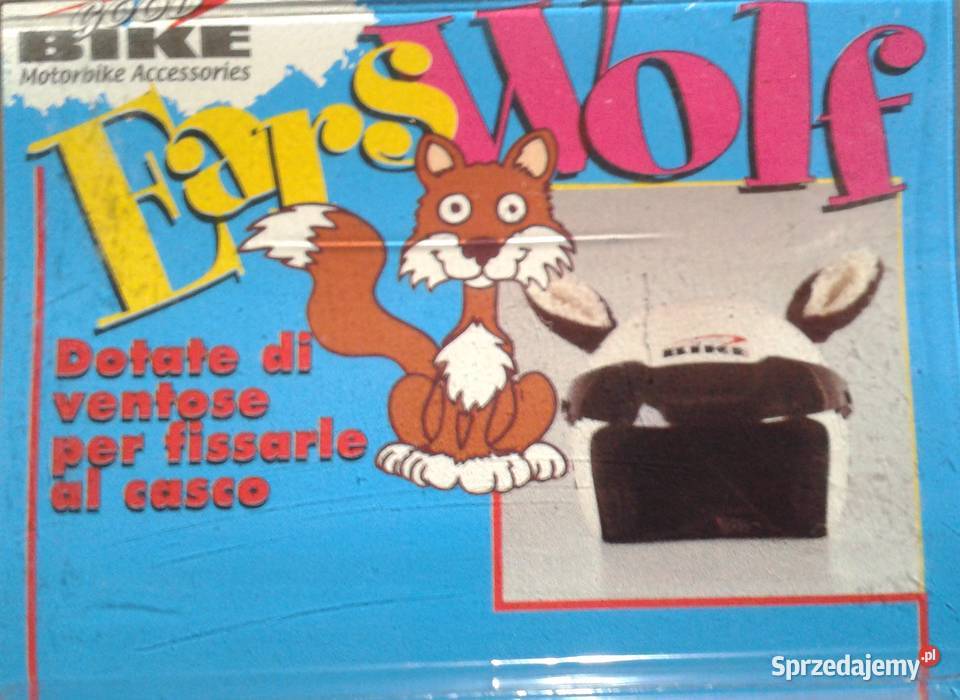 GOOD
BIKE
Motorbike Accessories
Ears Wolf
BIKE
Dotate di
ventose
per fissarle
al casco
Sprzedajemy.pl